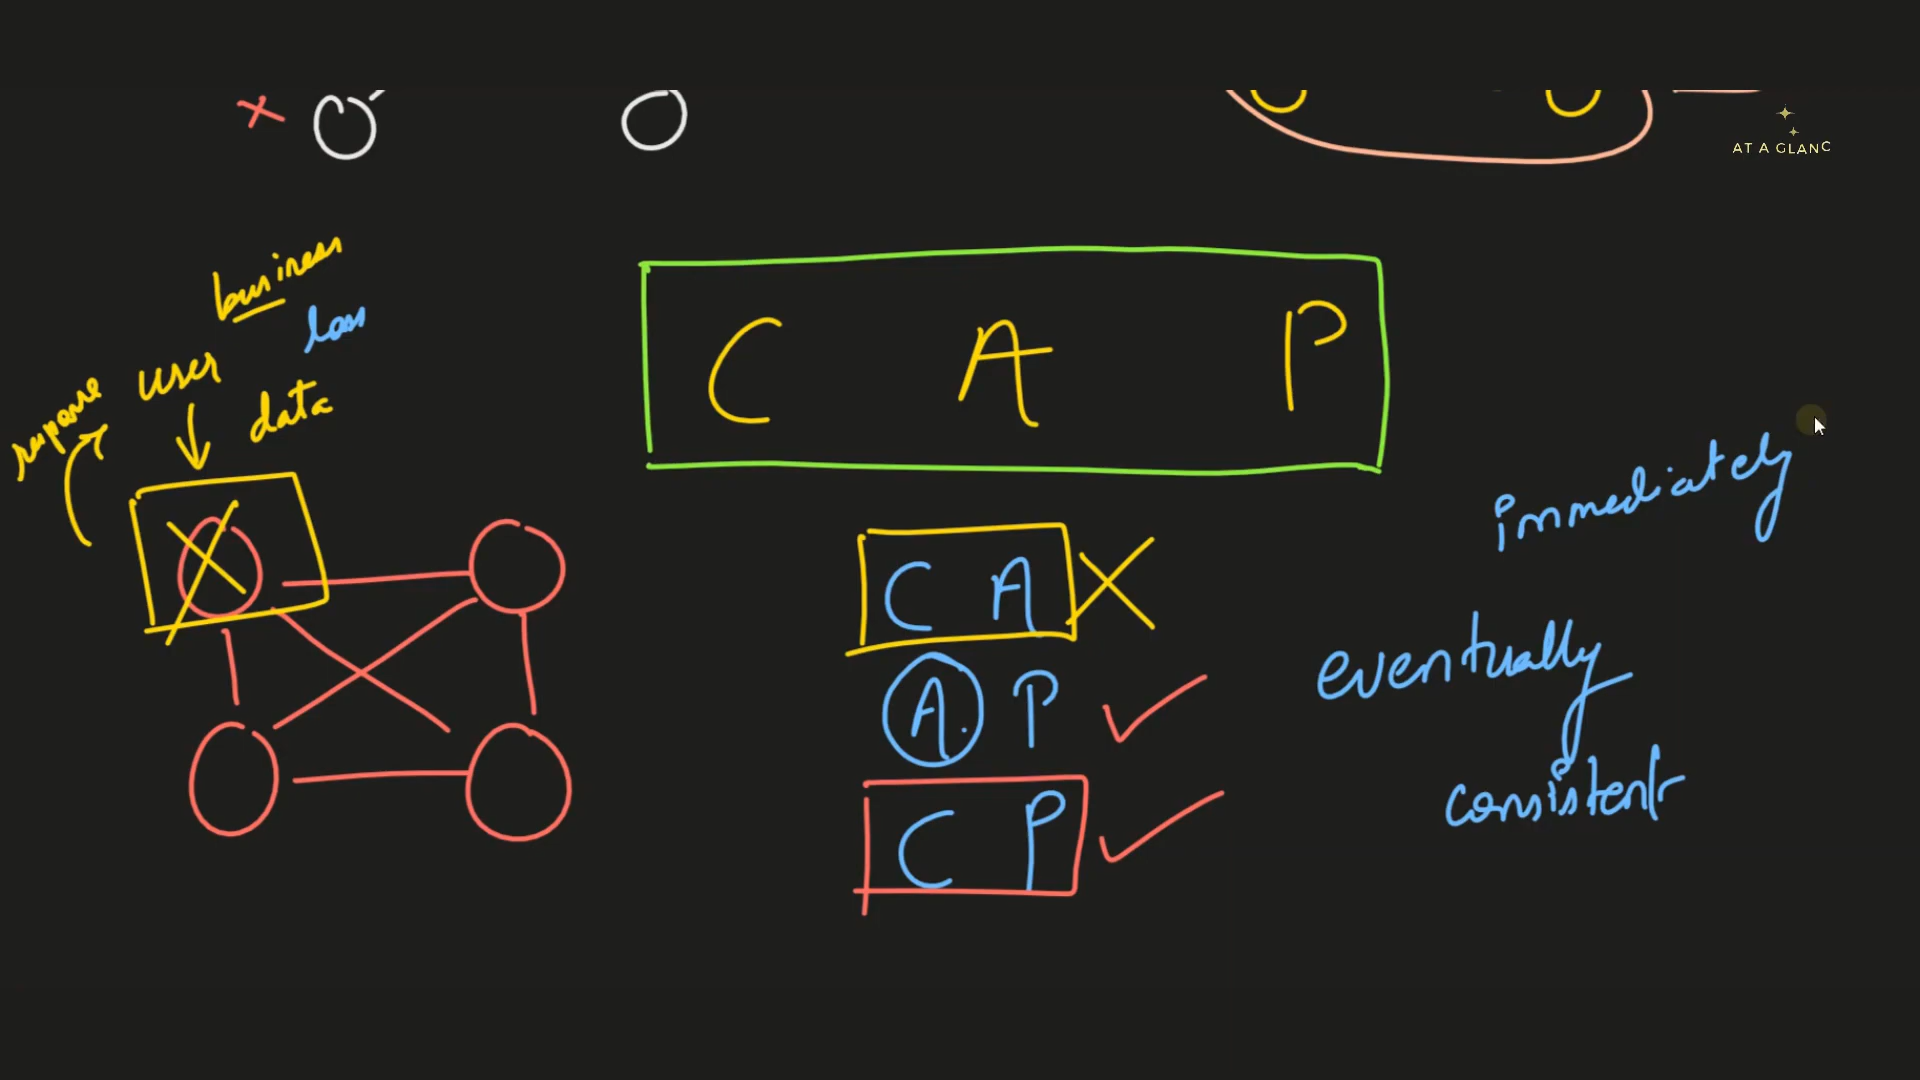 AT A GLANC
business
loss
user
data
response
C A P
immediately
C A
eventually
A. P
consistent
C P